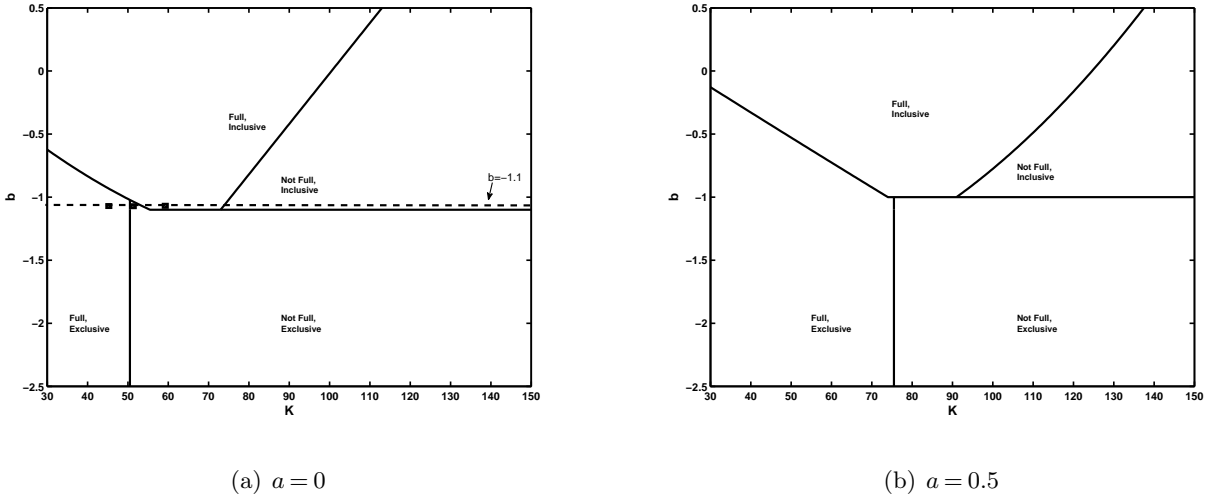 0.5
0
−0.5
−1
−1.5
−2
−2.5
b
30 40 50 60 70 80 90 100 110 120 130 140 150
K
Full,
Inclusive
Not Full,
Inclusive
b=−1.1
Full,
Exclusive
Not Full,
Exclusive
(a) a = 0
0.5
0
−0.5
−1
−1.5
−2
−2.5
b
30 40 50 60 70 80 90 100 110 120 130 140 150
K
Full,
Inclusive
Not Full,
Inclusive
Full,
Exclusive
Not Full,
Exclusive
(b) a = 0.5